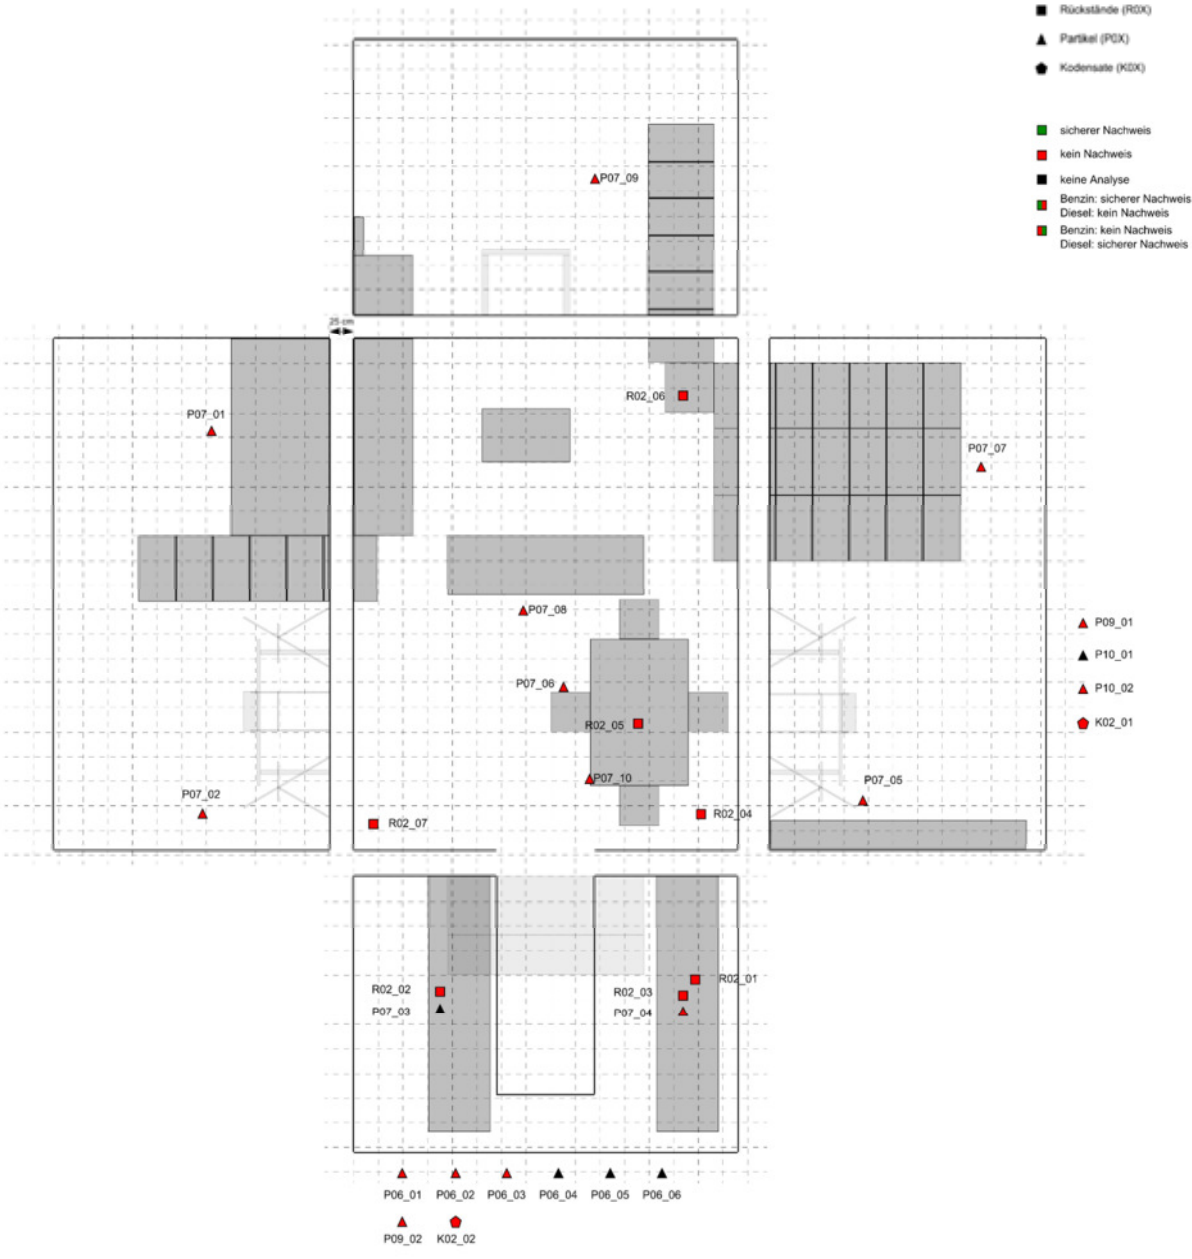 Rückstände (R0X)
Partikel (P0X)
Kodensate (K0X)
sicherer Nachweis
kein Nachweis
keine Analyse
Benzin: sicherer Nachweis
Diesel: kein Nachweis
Benzin: kein Nachweis
Diesel: sicherer Nachweis
P07_09
25 cm
R02_06
P07_01
P07_07
P07_08
P09_01
P10_01
P07_06
P10_02
R02_05
K02_01
P07_10
P07_05
P07_02
R02_04
R02_07
R02_01
R02_02
R02_03
P07_03
P07_04
P06_01
P06_02
P06_03
P06_04
P06_05
P06_06
P09_02
K02_02